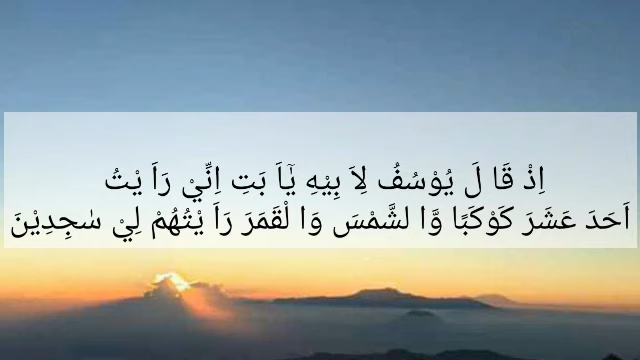 اِذْ قَا لَ يُوْسُفُ لِاَ بِيْهِ يٰۤاَ بَتِ اِنِّيْ رَاَ يْتُ
اَحَدَ عَشَرَ كَوْكَبًا وَّا لشَّمْسَ وَا لْقَمَرَ رَاَ يْتُهُمْ لِيْ سٰجِدِيْنَ